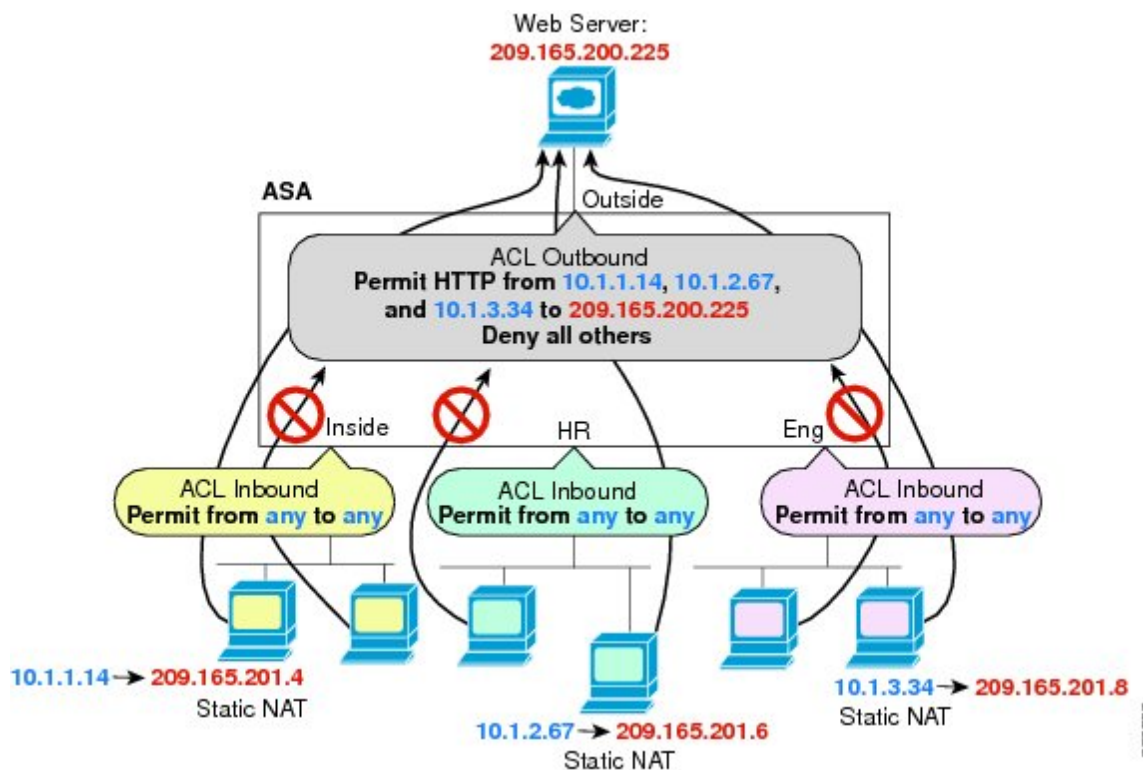 Web Server:
209.165.200.225
ASA
Outside
ACL Outbound
Permit HTTP from 10.1.1.14, 10.1.2.67,
and 10.1.3.34 to 209.165.200.225
Deny all others
Inside
HR
Eng
ACL Inbound
Permit from any to any
ACL Inbound
Permit from any to any
ACL Inbound
Permit from any to any
10.1.1.14 → 209.165.201.4
Static NAT
10.1.2.67 → 209.165.201.6
Static NAT
10.1.3.34 → 209.165.201.8
Static NAT